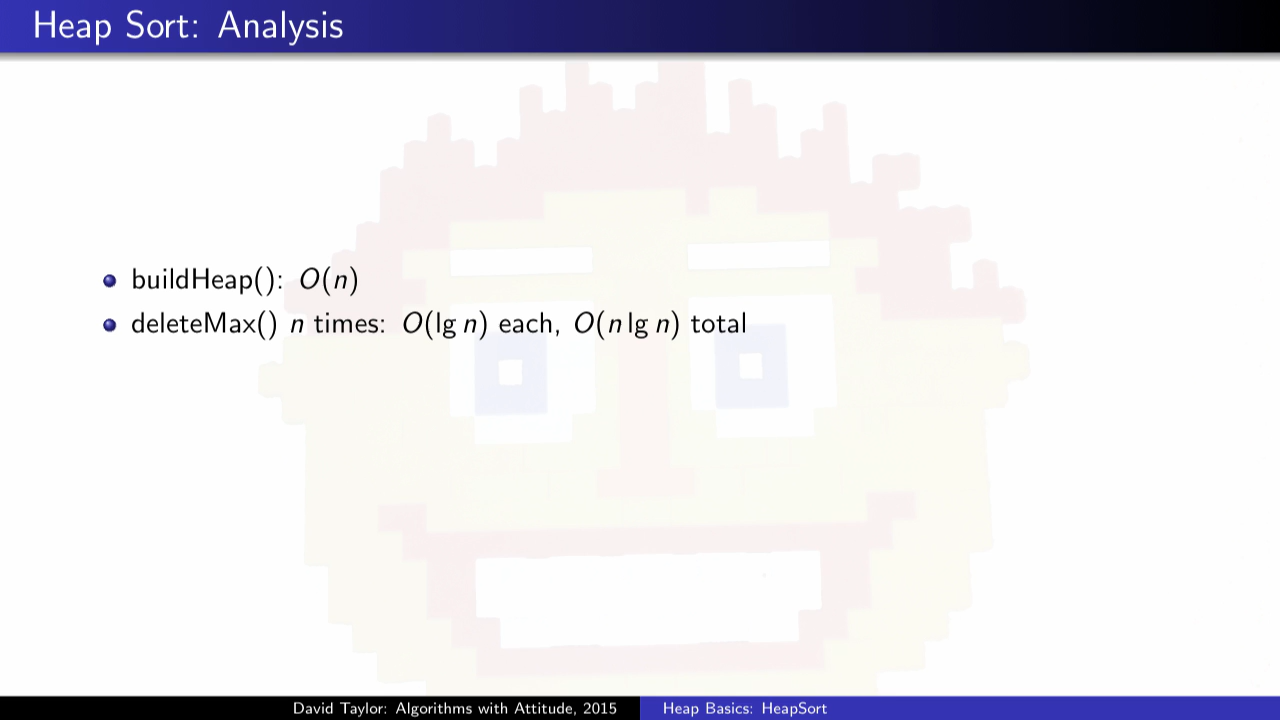 Heap Sort: Analysis
buildHeap(): O(n)
deleteMax() n times: O(lg n) each, O(n lg n) total
David Taylor: Algorithms with Attitude, 2015
Heap Basics: HeapSort